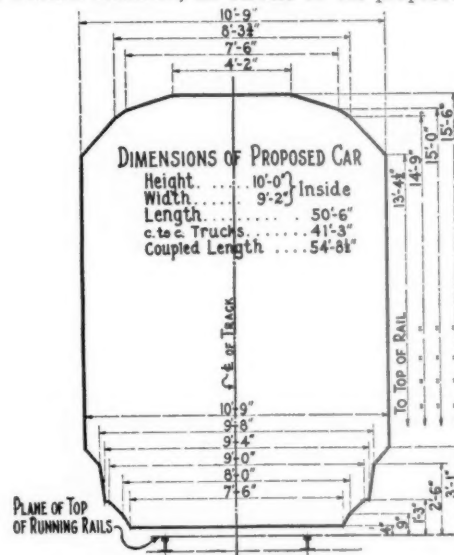 10'-9"
8'-3¾"
7'-6"
4'-2"
DIMENSIONS OF PROPOSED CAR
Height..... 10'-0" } Inside
Width...... 9'-2"
Length........ 50'-6"
c. to c. Trucks.....41'-3"
Coupled Length .... 54'-8½"
13'-4½"
14'-9"
15'-0"
15'-6"
℄ OF TRACK
TO TOP OF RAIL
10'-9"
9'-8"
9'-4"
9'-0"
8'-0"
7'-6"
PLANE OF TOP
OF RUNNING RAILS
9"
1'-3"
2'-6"
3'-1"